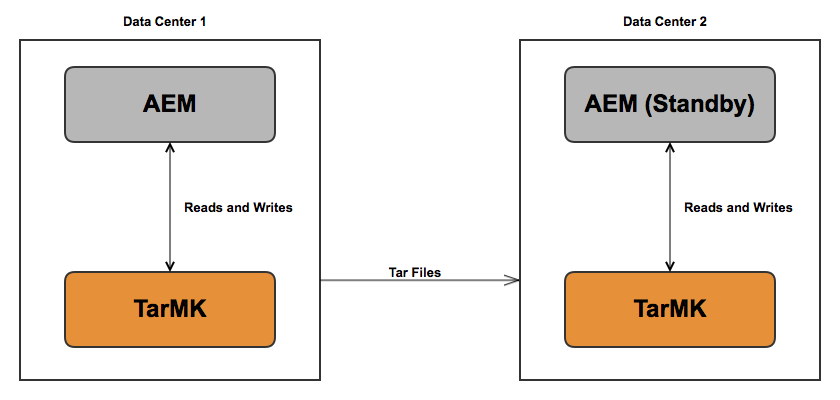 Data Center 1
Data Center 2
AEM
AEM (Standby)
Reads and Writes
Reads and Writes
Tar Files
TarMK
TarMK